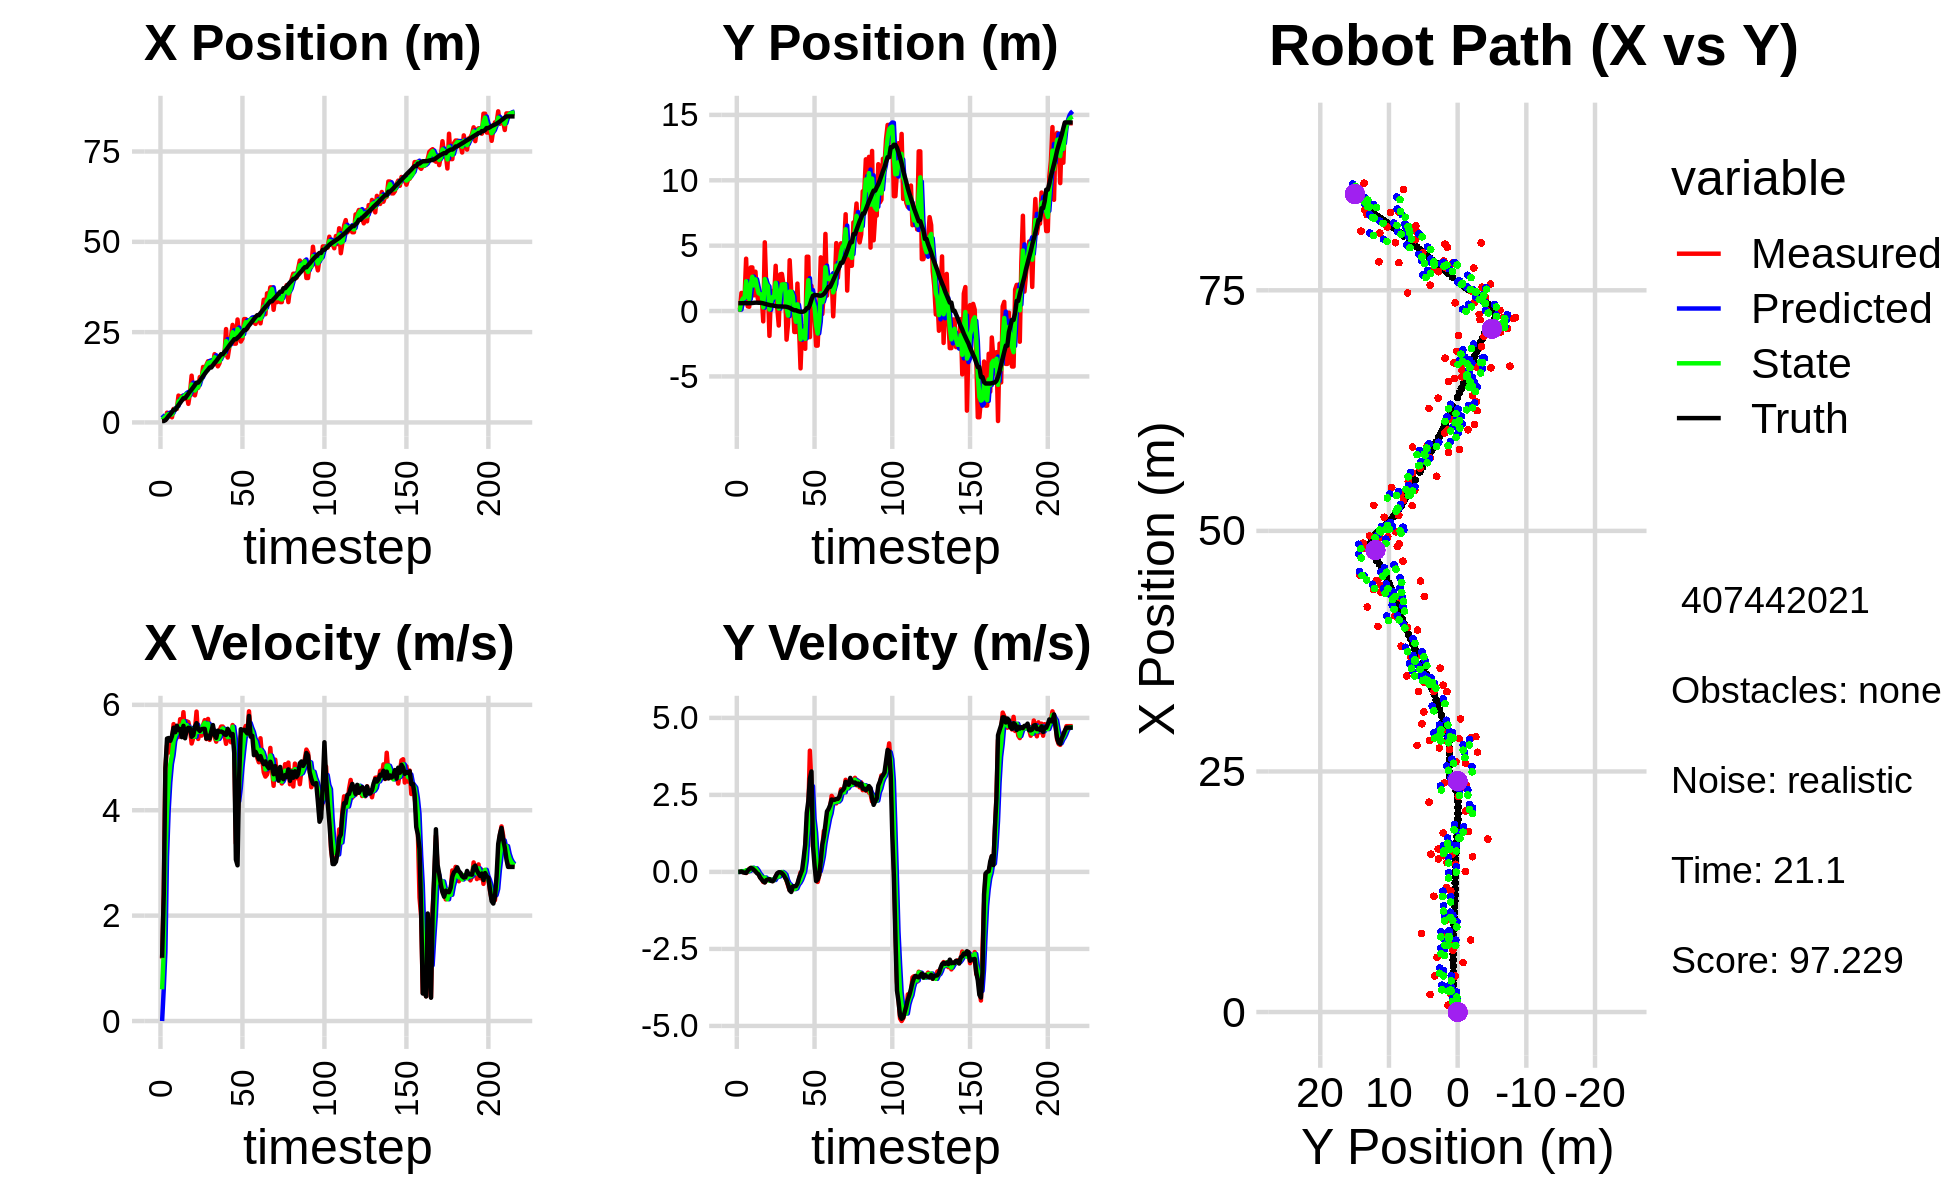 X Position (m)
75
50
25
0
0 50 100 150 200
timestep
Y Position (m)
15
10
5
0
-5
0 50 100 150 200
timestep
X Velocity (m/s)
6
4
2
0
0 50 100 150 200
timestep
Y Velocity (m/s)
5.0
2.5
0.0
-2.5
-5.0
0 50 100 150 200
timestep
Robot Path (X vs Y)
X Position (m)
75
50
25
0
20 10 0 -10 -20
Y Position (m)
variable
Measured
Predicted
State
Truth
407442021
Obstacles: none
Noise: realistic
Time: 21.1
Score: 97.229